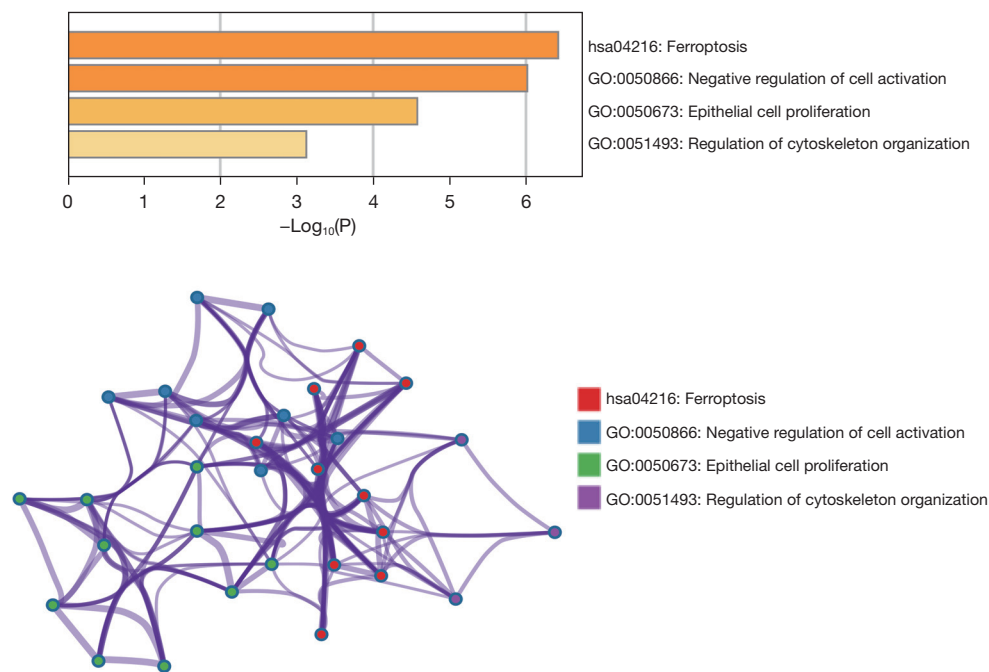 hsa04216: Ferroptosis
GO:0050866: Negative regulation of cell activation
GO:0050673: Epithelial cell proliferation
GO:0051493: Regulation of cytoskeleton organization
0 1 2 3 4 5 6
–Log₁₀(P)
hsa04216: Ferroptosis
GO:0050866: Negative regulation of cell activation
GO:0050673: Epithelial cell proliferation
GO:0051493: Regulation of cytoskeleton organization